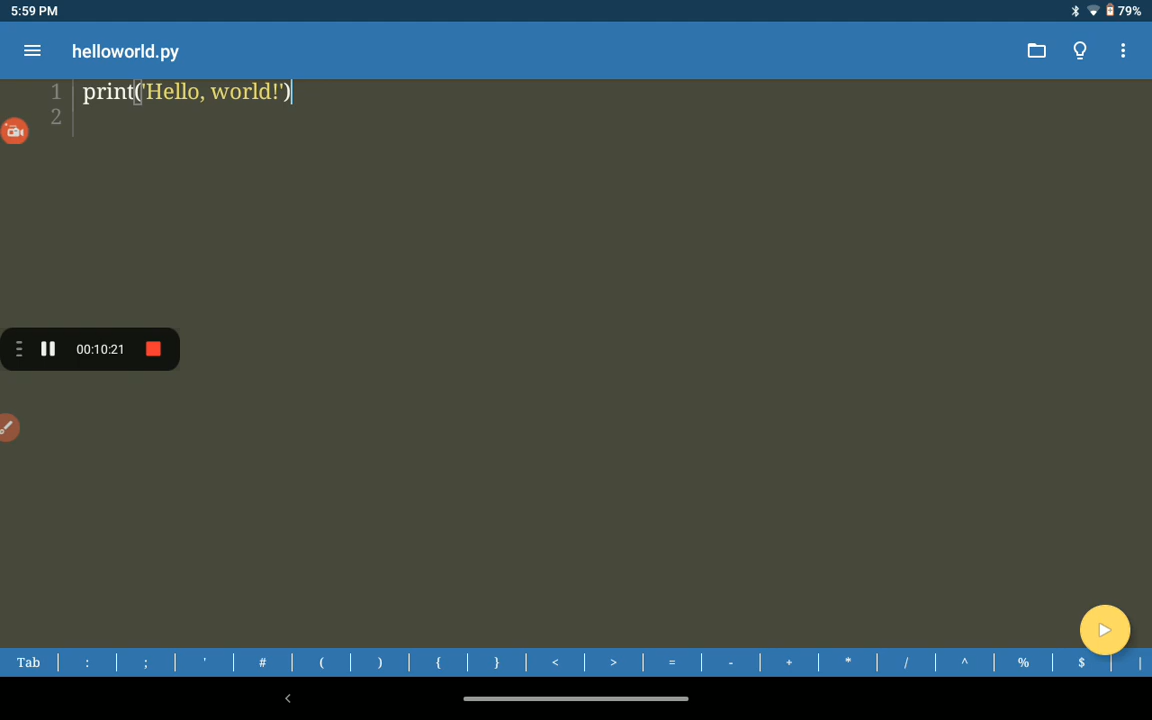 5:59 PM
79%
helloworld.py
1 print('Hello, world!')
2
00:10:21
Tab : ; ' # ( ) { } < > = - + * / ^ % $ |